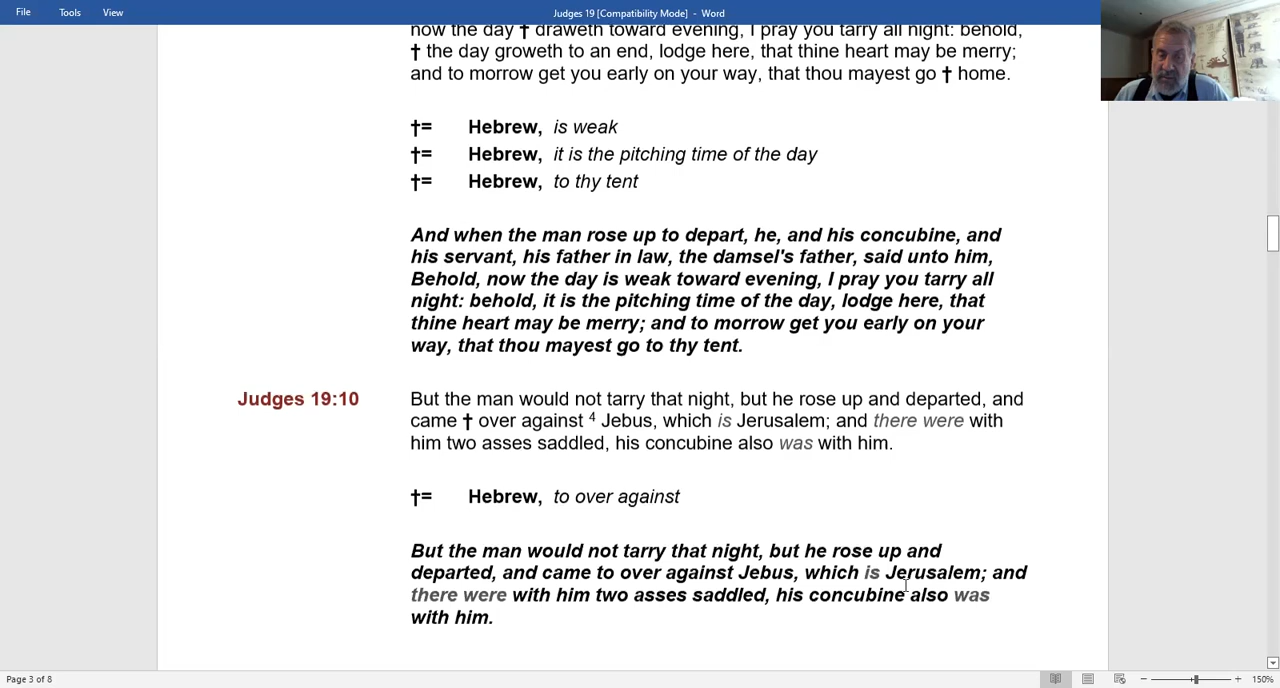 File Tools View Judges 19 [Compatibility Mode] - Word
now the day † draweth toward evening, I pray you tarry all night: behold,
† the day groweth to an end, lodge here, that thine heart may be merry;
and to morrow get you early on your way, that thou mayest go † home.
†= Hebrew, is weak
†= Hebrew, it is the pitching time of the day
†= Hebrew, to thy tent
And when the man rose up to depart, he, and his concubine, and
his servant, his father in law, the damsel's father, said unto him,
Behold, now the day is weak toward evening, I pray you tarry all
night: behold, it is the pitching time of the day, lodge here, that
thine heart may be merry; and to morrow get you early on your
way, that thou mayest go to thy tent.
Judges 19:10 But the man would not tarry that night, but he rose up and departed, and
came † over against 4 Jebus, which is Jerusalem; and there were with
him two asses saddled, his concubine also was with him.
†= Hebrew, to over against
But the man would not tarry that night, but he rose up and
departed, and came to over against Jebus, which is Jerusalem; and
there were with him two asses saddled, his concubine also was
with him.
Page 3 of 8 150%